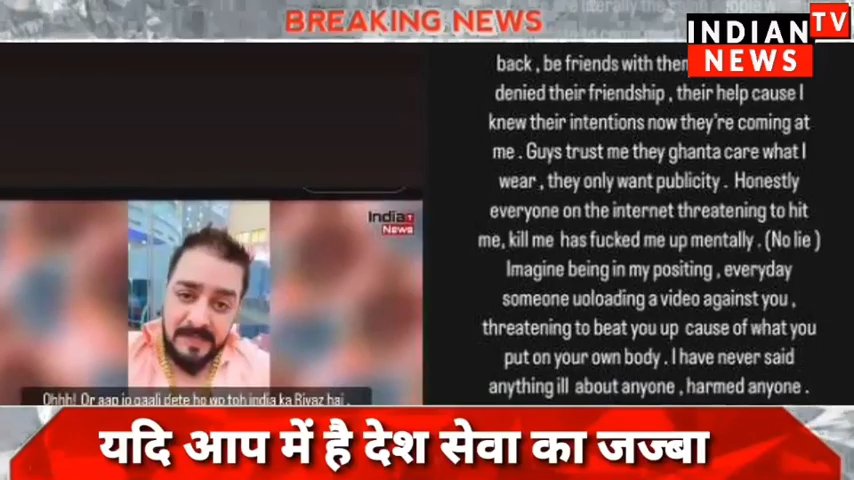 literally the
BREAKING NEWS
INDIAN TV
NEWS
back , be friends with them
denied their friendship , their help cause I
knew their intentions now they're coming at
me . Guys trust me they ghanta care what I
wear , they only want publicity . Honestly
everyone on the internet threatening to hit
me, kill me has fucked me up mentally . (No lie )
Imagine being in my positing , everyday
someone uoloading a video against you ,
threatening to beat you up cause of what you
put on your own body . I have never said
anything ill about anyone , harmed anyone .
India
News
Ohhh! Or aap jo gaali dete ho wo toh india ka Rivaz hai .
यदि आप में है देश सेवा का जज्बा